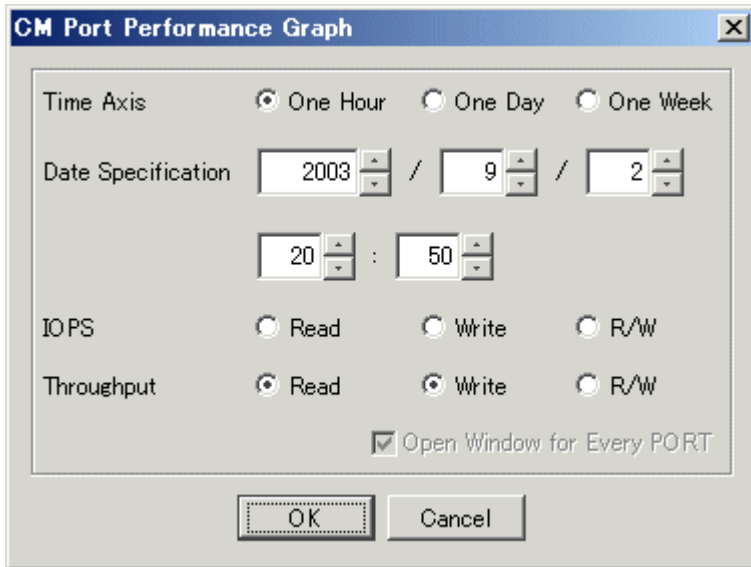 CM Port Performance Graph
Time Axis One Hour One Day One Week
Date Specification 2003 / 9 / 2
20 : 50
IOPS Read Write R/W
Throughput Read Write R/W
Open Window for Every PORT
OK Cancel